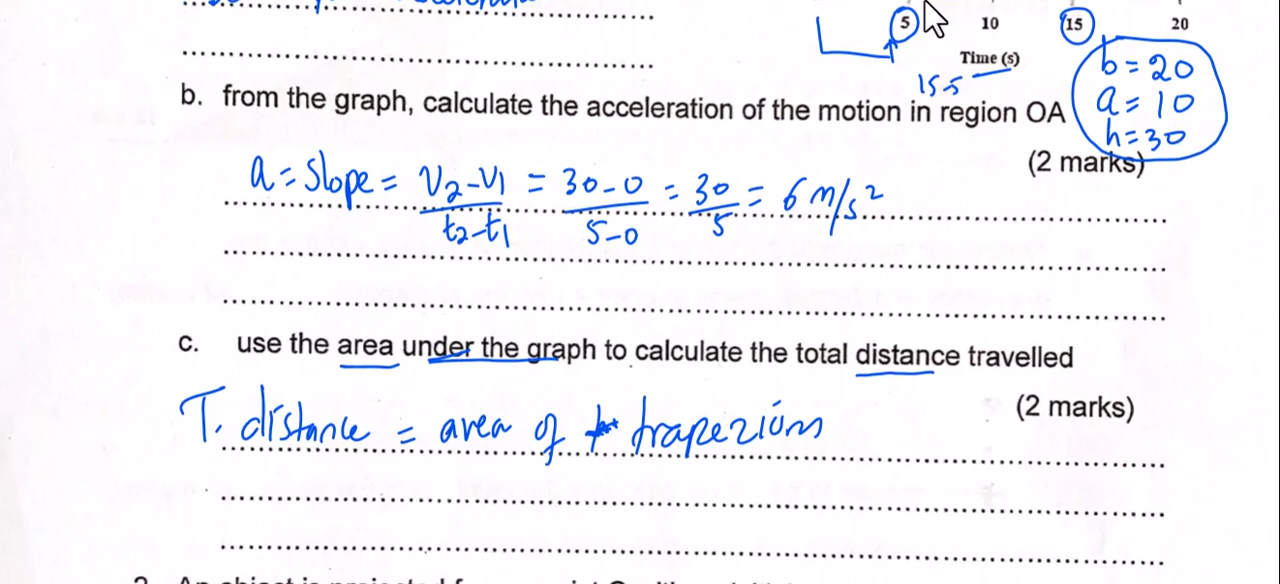 5 10 15 20
Time (s)
15-5
b = 20
a = 10
h = 30
b. from the graph, calculate the acceleration of the motion in region OA
(2 marks)
a = Slope = V2-V1 / t2-t1 = 30-0 / 5-0 = 30 / 5 = 6 m/s²
c. use the area under the graph to calculate the total distance travelled
(2 marks)
T. distance = area of trapezium